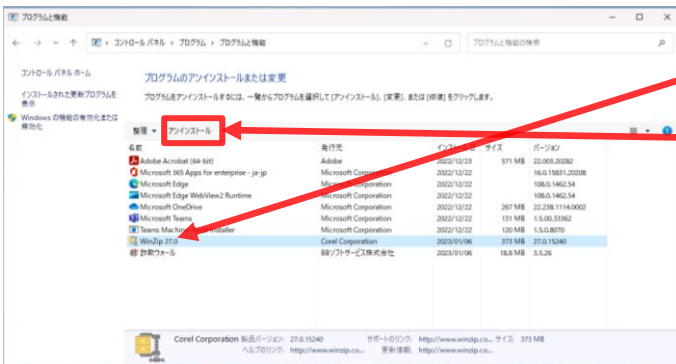 プログラムと機能
コントロール パネル › プログラム › プログラムと機能
プログラムと機能の検索
コントロール パネル ホーム
インストールされた更新プログラムを
表示
Windows の機能の有効化または
無効化
プログラムのアンインストールまたは変更
プログラムをアンインストールするには、一覧からプログラムを選択して [アンインストール]、[変更]、または [修復] をクリックします。
整理 アンインストール
名前 発行元 サイズ バージョン
Adobe Acrobat (64-bit) Adobe 2022/12/23 571 MB 22.003.20282
Microsoft 365 Apps for enterprise - ja-jp Microsoft Corporation 2022/12/22 16.0.15831.20208
Microsoft Edge Microsoft Corporation 2022/12/22 108.0.1462.54
Microsoft Edge WebView2 Runtime Microsoft Corporation 2022/12/22 108.0.1462.54
Microsoft OneDrive Microsoft Corporation 2022/12/22 267 MB 22.238.1114.0002
Microsoft Teams Microsoft Corporation 2022/12/22 131 MB 1.5.00.33362
Teams Machine Installer Microsoft Corporation 2022/12/22 120 MB 1.5.0.8070
WinZip 27.0 Corel Corporation 2023/01/06 373 MB 27.0.15240
詐欺ウォール BBソフトサービス株式会社 2023/01/06 18.8 MB 3.5.26
Corel Corporation 製品バージョン: 27.0.15240 サポートのリンク: http://www.winzip.co... サイズ: 373 MB
ヘルプのリンク: http://www.winzip.co... 更新情報: http://www.winzip.co...